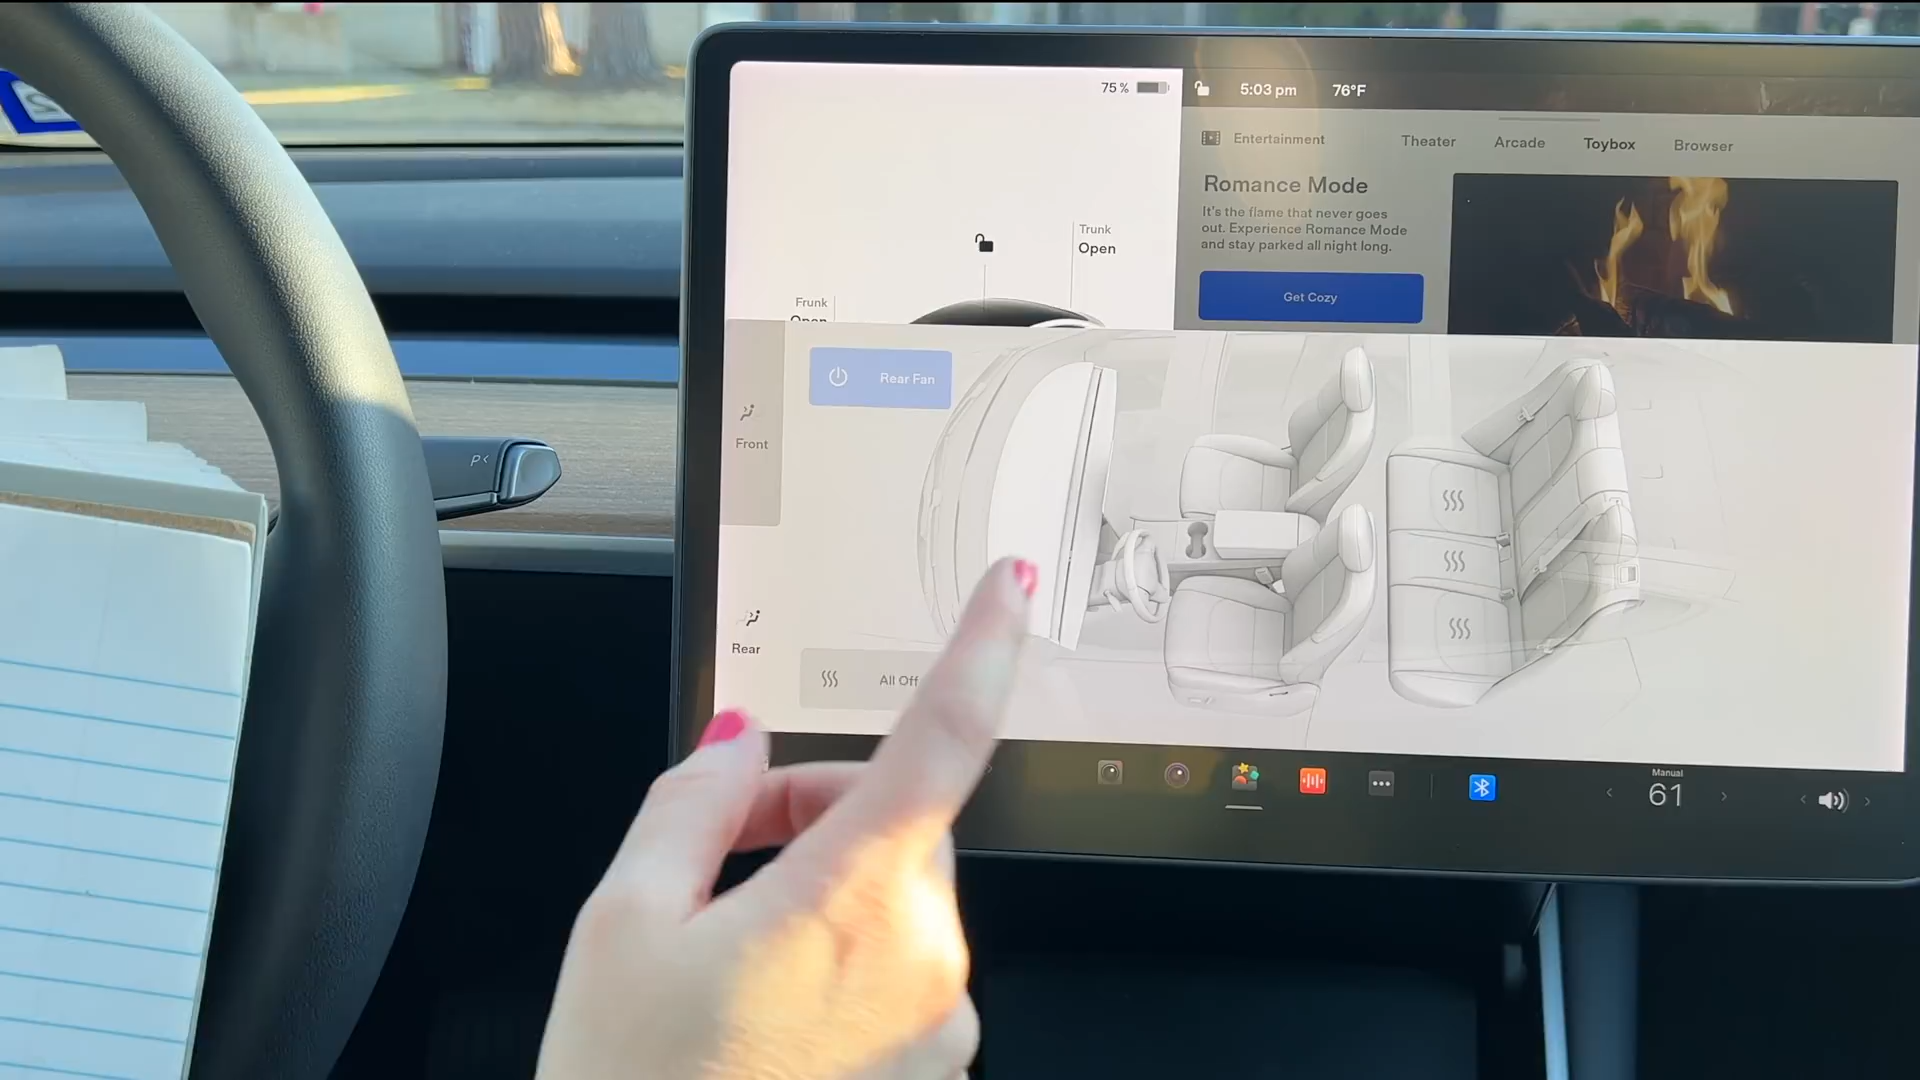 75 %
5:03 pm
76°F
Entertainment
Theater
Arcade
Toybox
Browser
Romance Mode
It's the flame that never goes
out. Experience Romance Mode
and stay parked all night long.
Get Cozy
Trunk
Open
Frunk
Open
Rear Fan
Front
Rear
All Off
P
Manual
61